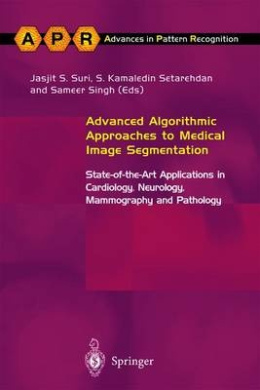 A P R Advances in Pattern Recognition
Jasjit S. Suri, S. Kamaledin Setarehdan
and Sameer Singh (Eds)
Advanced Algorithmic
Approaches to Medical
Image Segmentation
State-of-the-Art Applications in
Cardiology, Neurology,
Mammography and Pathology
Springer